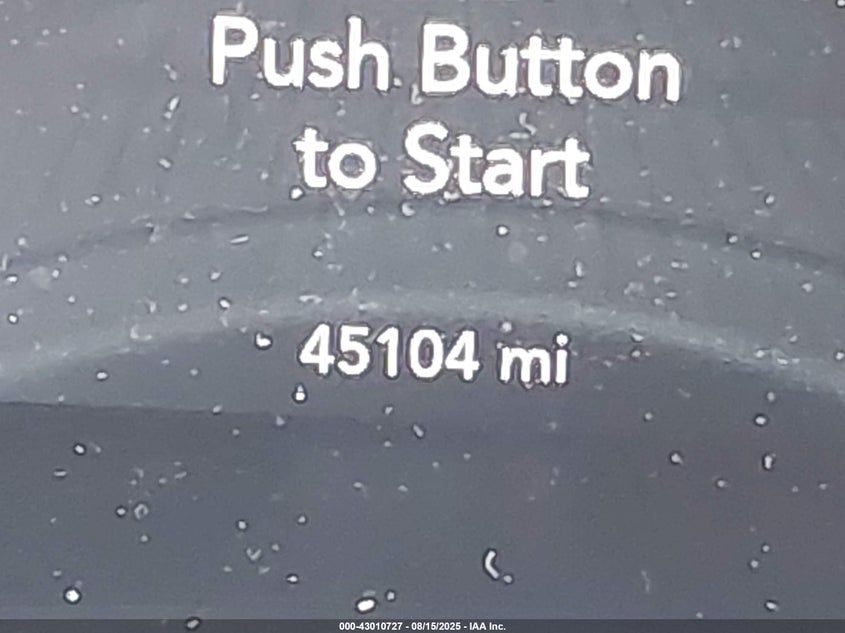 Push Button
to Start
45104 mi
000-43010727 - 08/15/2025 - IAA Inc.